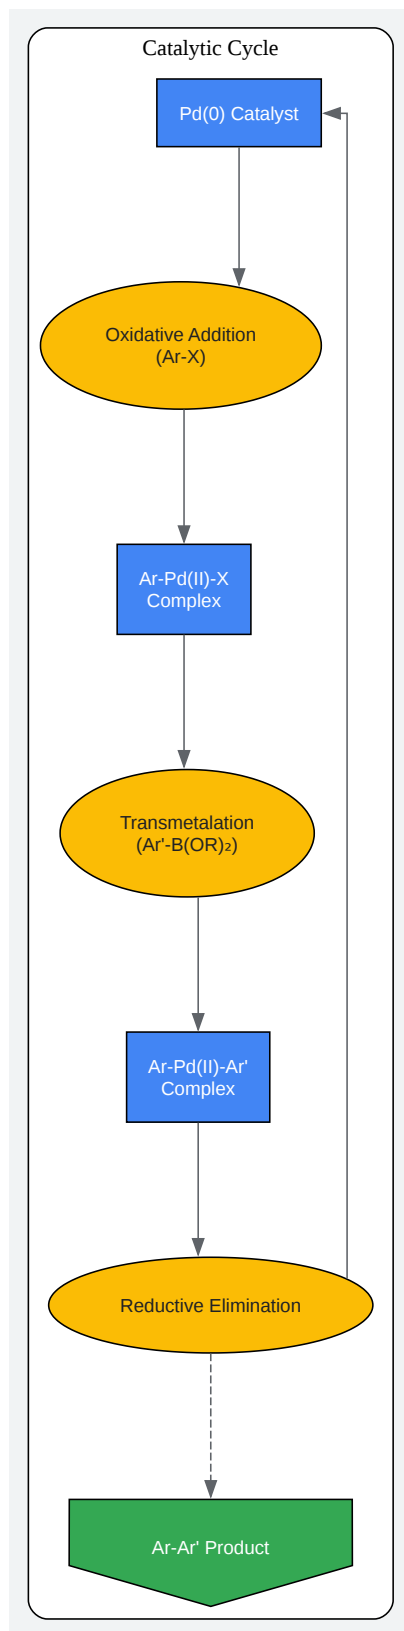 Catalytic Cycle
Pd(0) Catalyst
Oxidative Addition
(Ar-X)
Ar-Pd(II)-X
Complex
Transmetalation
(Ar'-B(OR)₂)
Ar-Pd(II)-Ar'
Complex
Reductive Elimination
Ar-Ar' Product